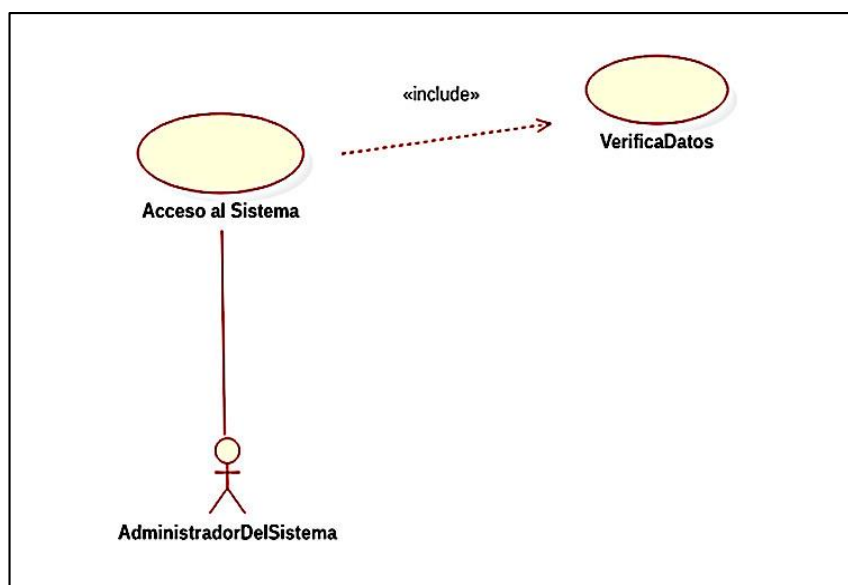 «include»
VerificaDatos
Acceso al Sistema
AdministradorDelSistema